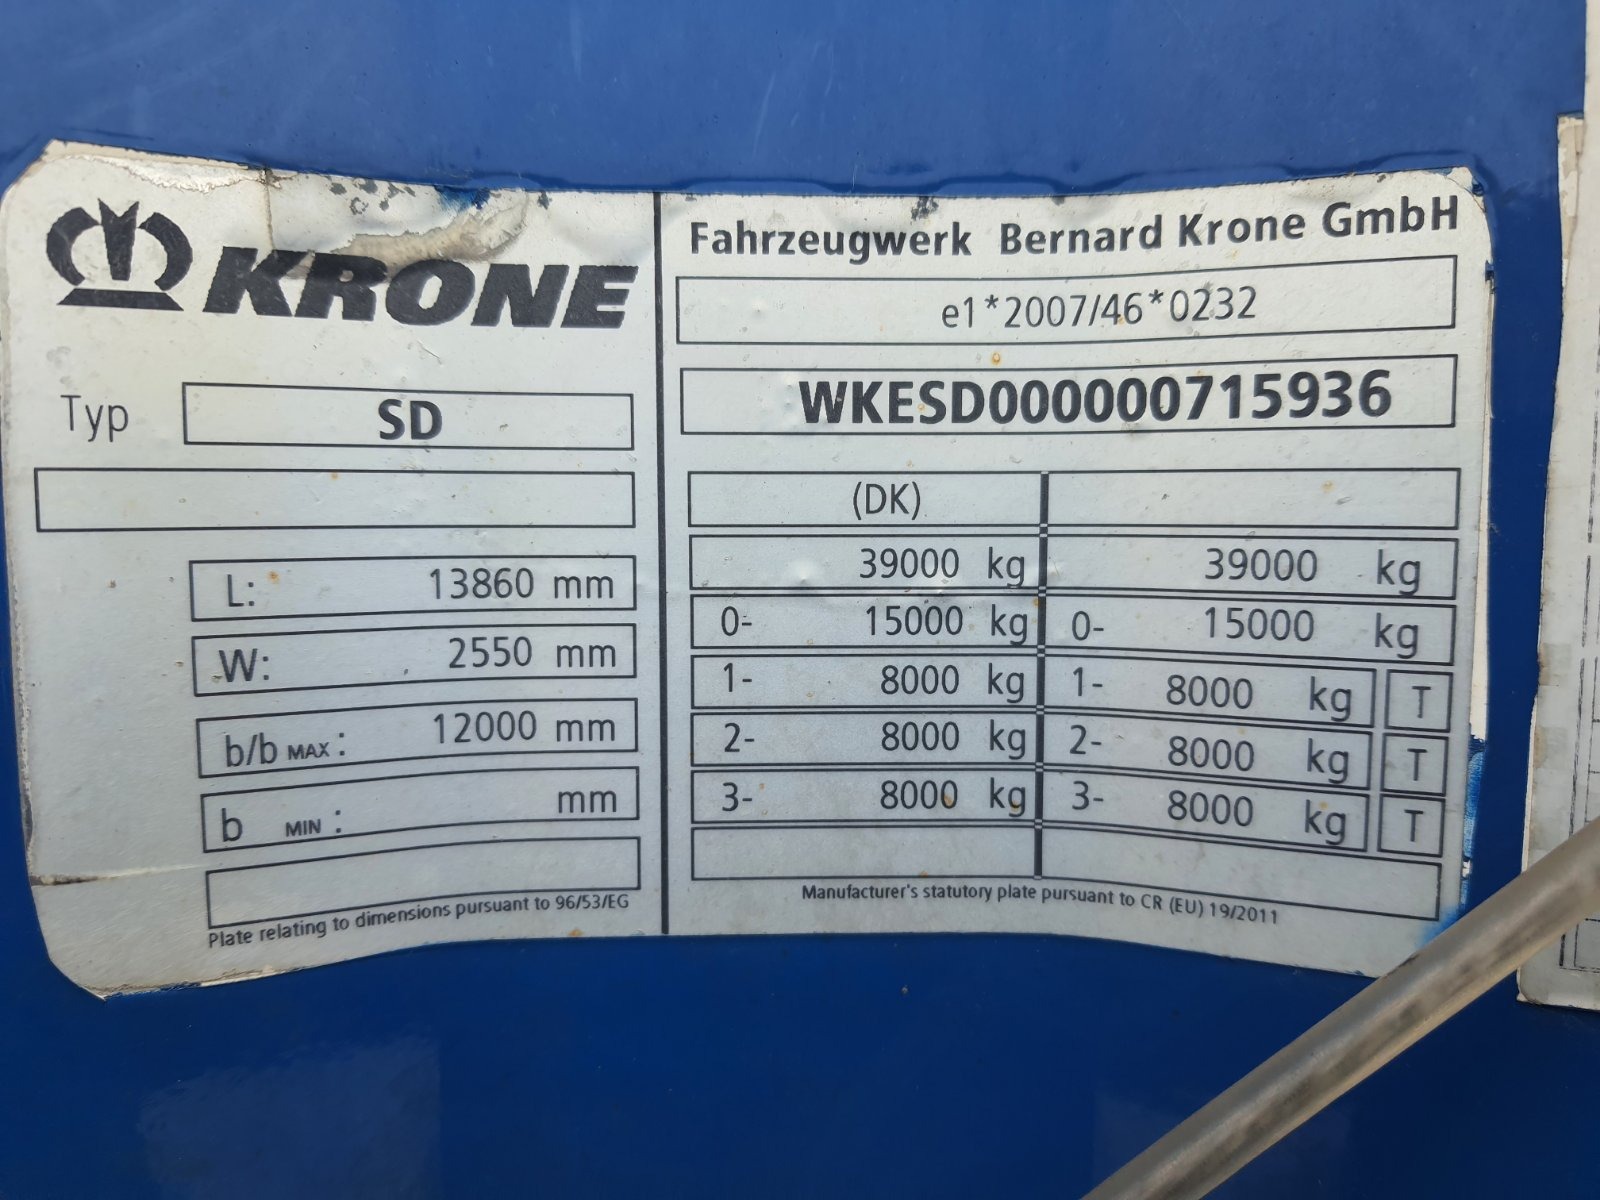 KRONE
Typ SD
L: 13860 mm
W: 2550 mm
b/b MAX : 12000 mm
b MIN : mm
Plate relating to dimensions pursuant to 96/53/EG
Fahrzeugwerk Bernard Krone GmbH
e1*2007/46*0232
WKESD000000715936
(DK)
39000 kg 39000 kg
0- 15000 kg 0- 15000 kg
1- 8000 kg 1- 8000 kg T
2- 8000 kg 2- 8000 kg T
3- 8000 kg 3- 8000 kg T
Manufacturer's statutory plate pursuant to CR (EU) 19/2011